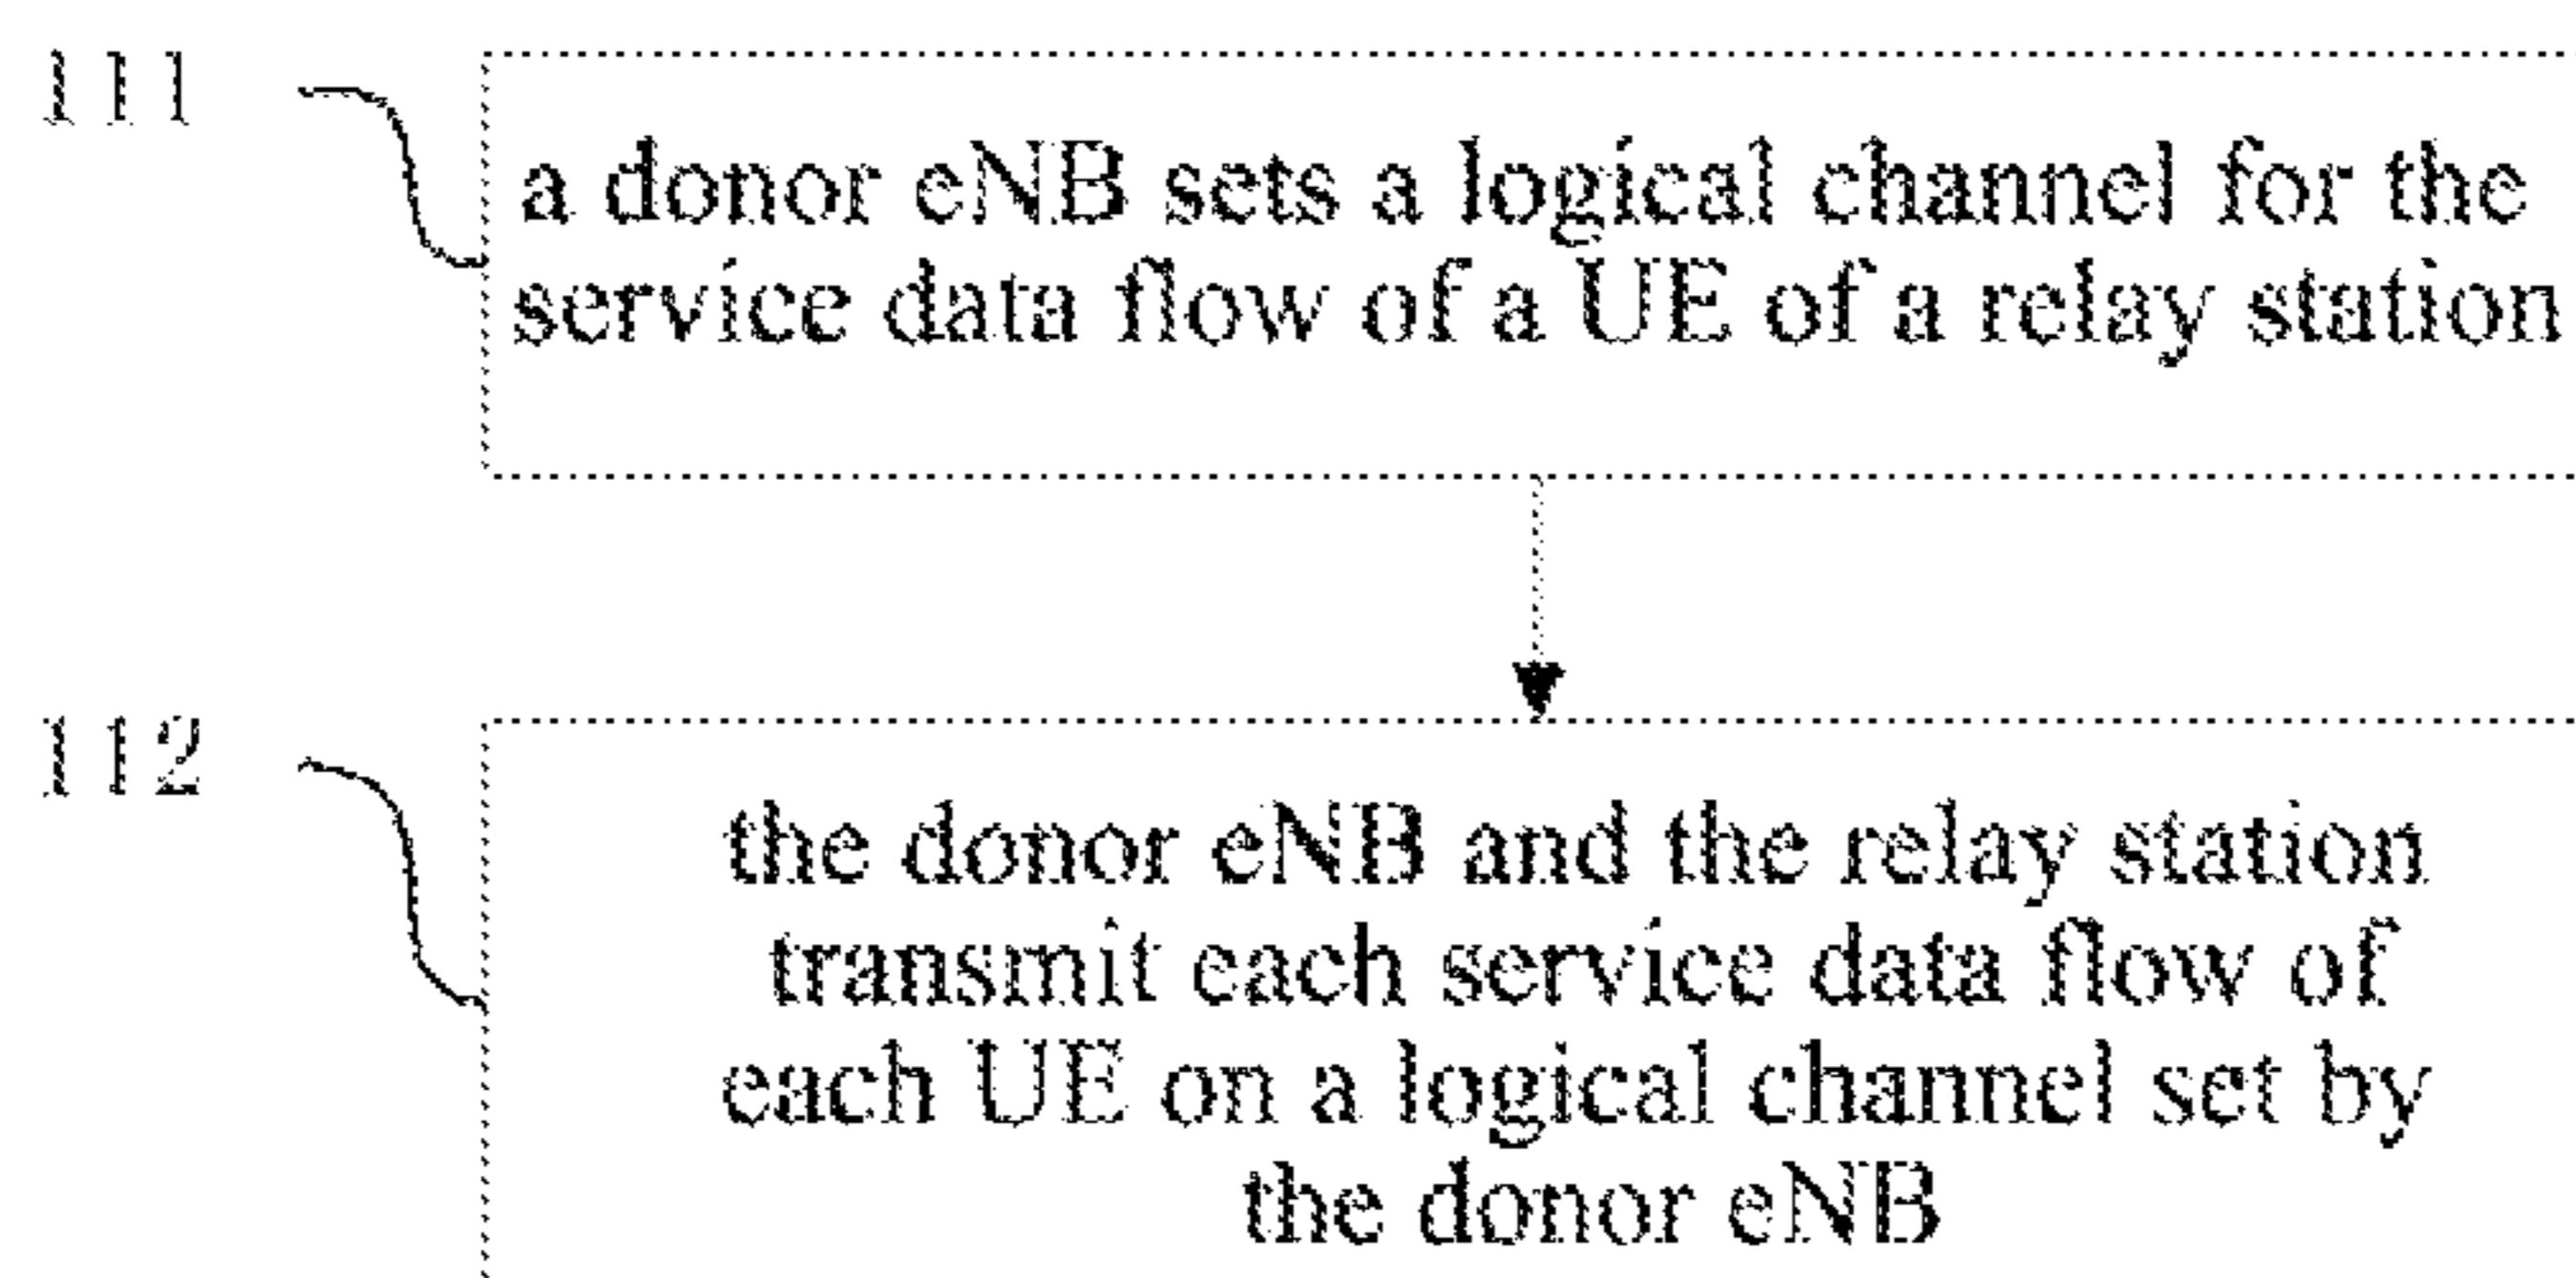 111
a donor eNB sets a logical channel for the
service data flow of a UE of a relay station
112
the donor eNB and the relay station
transmit each service data flow of
each UE on a logical channel set by
the donor eNB